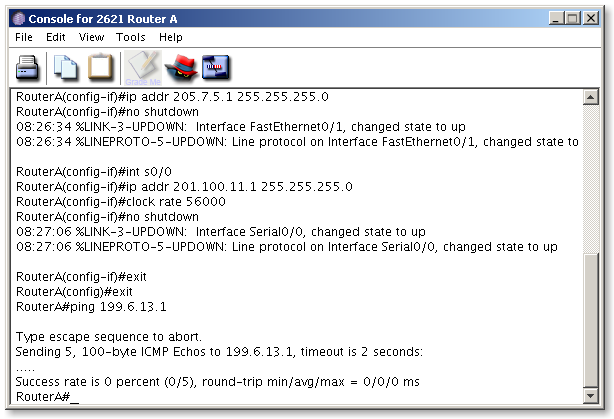 Console for 2621 Router A
File Edit View Tools Help
Grade Me
RouterA(config-if)#ip addr 205.7.5.1 255.255.255.0
RouterA(config-if)#no shutdown
08:26:34 %LINK-3-UPDOWN: Interface FastEthernet0/1, changed state to up
08:26:34 %LINEPROTO-5-UPDOWN: Line protocol on Interface FastEthernet0/1, changed state to
RouterA(config-if)#int s0/0
RouterA(config-if)#ip addr 201.100.11.1 255.255.255.0
RouterA(config-if)#clock rate 56000
RouterA(config-if)#no shutdown
08:27:06 %LINK-3-UPDOWN: Interface Serial0/0, changed state to up
08:27:06 %LINEPROTO-5-UPDOWN: Line protocol on Interface Serial0/0, changed state to up
RouterA(config-if)#exit
RouterA(config)#exit
RouterA#ping 199.6.13.1
Type escape sequence to abort.
Sending 5, 100-byte ICMP Echos to 199.6.13.1, timeout is 2 seconds:
.....
Success rate is 0 percent (0/5), round-trip min/avg/max = 0/0/0 ms
RouterA#_